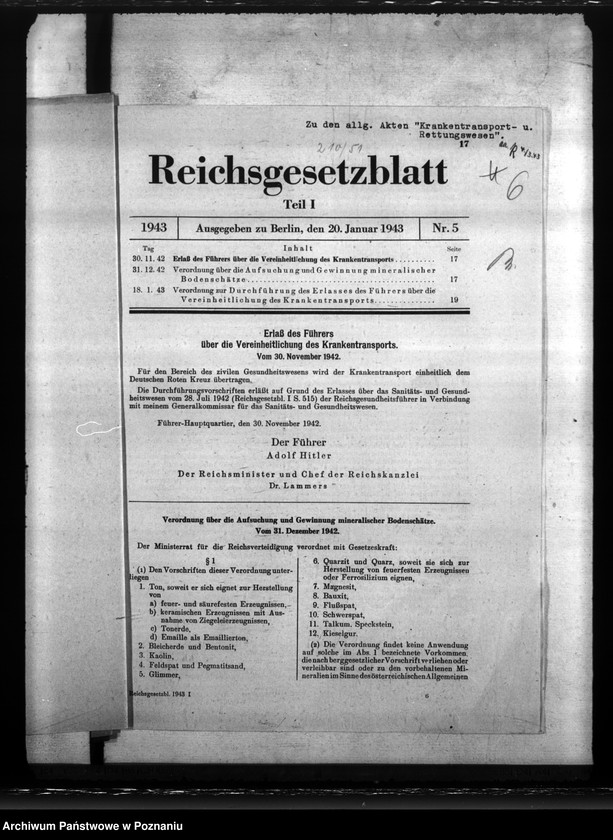 Zu den allg. Akten "Krankentransport- u.
Rettungswesen".
17
210/51
Reichsgesetzblatt
6
Teil I
1943 Ausgegeben zu Berlin, den 20. Januar 1943 Nr. 5
Tag Inhalt Seite
30. 11. 42 Erlaß des Führers über die Vereinheitlichung des Krankentransports .......... 17
31. 12. 42 Verordnung über die Aufsuchung und Gewinnung mineralischer
Bodenschätze .......... 17
18. 1. 43 Verordnung zur Durchführung des Erlasses des Führers über die
Vereinheitlichung des Krankentransports .......... 19
Erlaß des Führers
über die Vereinheitlichung des Krankentransports.
Vom 30. November 1942.
Für den Bereich des zivilen Gesundheitswesens wird der Krankentransport einheitlich dem
Deutschen Roten Kreuz übertragen.
Die Durchführungsvorschriften erläßt auf Grund des Erlasses über das Sanitäts- und Gesund-
heitswesen vom 28. Juli 1942 (Reichsgesetzbl. I S. 515) der Reichsgesundheitsführer in Verbindung
mit meinem Generalkommissar für das Sanitäts- und Gesundheitswesen.
Führer-Hauptquartier, den 30. November 1942.
Der Führer
Adolf Hitler
Der Reichsminister und Chef der Reichskanzlei
Dr. Lammers
Verordnung über die Aufsuchung und Gewinnung mineralischer Bodenschätze.
Vom 31. Dezember 1942.
Der Ministerrat für die Reichsverteidigung verordnet mit Gesetzeskraft:
§ 1
(1) Den Vorschriften dieser Verordnung unter-
liegen
1. Ton, soweit er sich eignet zur Herstellung
von
a) feuer- und säurefesten Erzeugnissen,
b) keramischen Erzeugnissen mit Aus-
nahme von Ziegeleierzeugnissen,
c) Tonerde,
d) Emaille als Emaillierton,
2. Bleicherde und Bentonit,
3. Kaolin,
4. Feldspat und Pegmatitsand,
5. Glimmer,
6. Quarzit und Quarz, soweit sie sich zur
Herstellung von feuerfesten Erzeugnissen
oder Ferrosilizium eignen,
7. Magnesit,
8. Bauxit,
9. Flußspat,
10. Schwerspat,
11. Talkum, Speckstein,
12. Kieselgur.
(2) Die Verordnung findet keine Anwendung
auf solche im Abs. 1 bezeichnete Vorkommen,
die nach berggesetzlicher Vorschrift verliehen oder
verleihbar sind oder zu den vorbehaltenen Mi-
neralien im Sinne des österreichischen Allgemeinen
Reichsgesetzbl. 1943 I 6
Archiwum Państwowe w Poznaniu